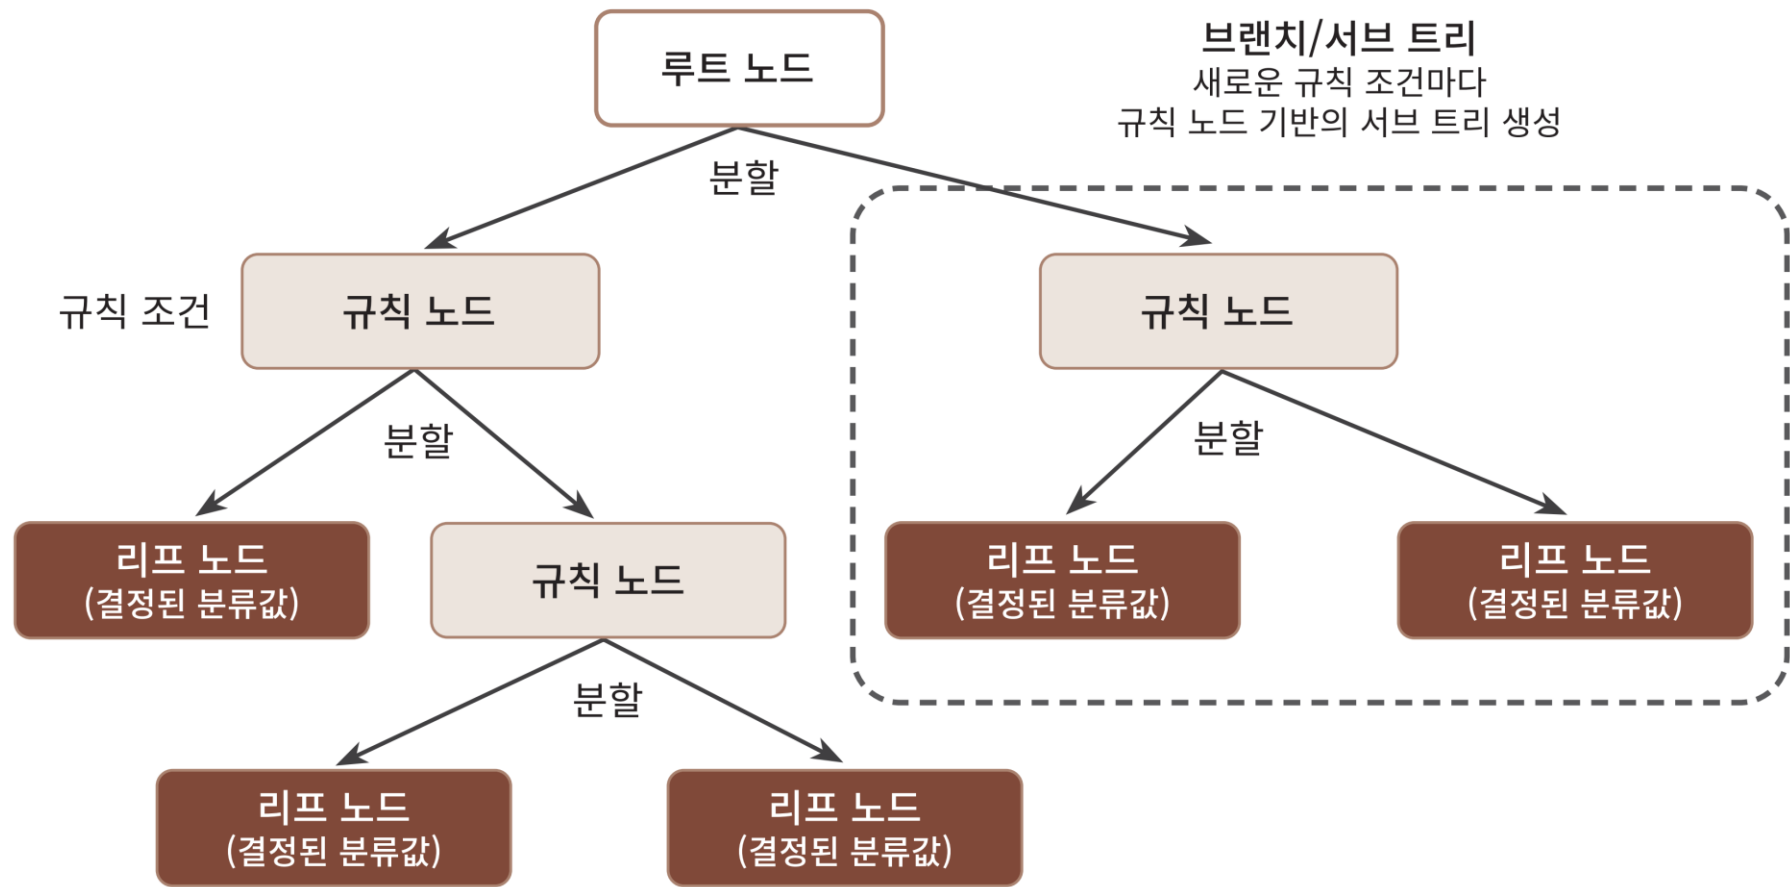 루트 노드
브랜치/서브 트리
새로운 규칙 조건마다
규칙 노드 기반의 서브 트리 생성
분할
규칙 조건
규칙 노드
규칙 노드
분할
분할
리프 노드
(결정된 분류값)
규칙 노드
리프 노드
(결정된 분류값)
리프 노드
(결정된 분류값)
분할
리프 노드
(결정된 분류값)
리프 노드
(결정된 분류값)